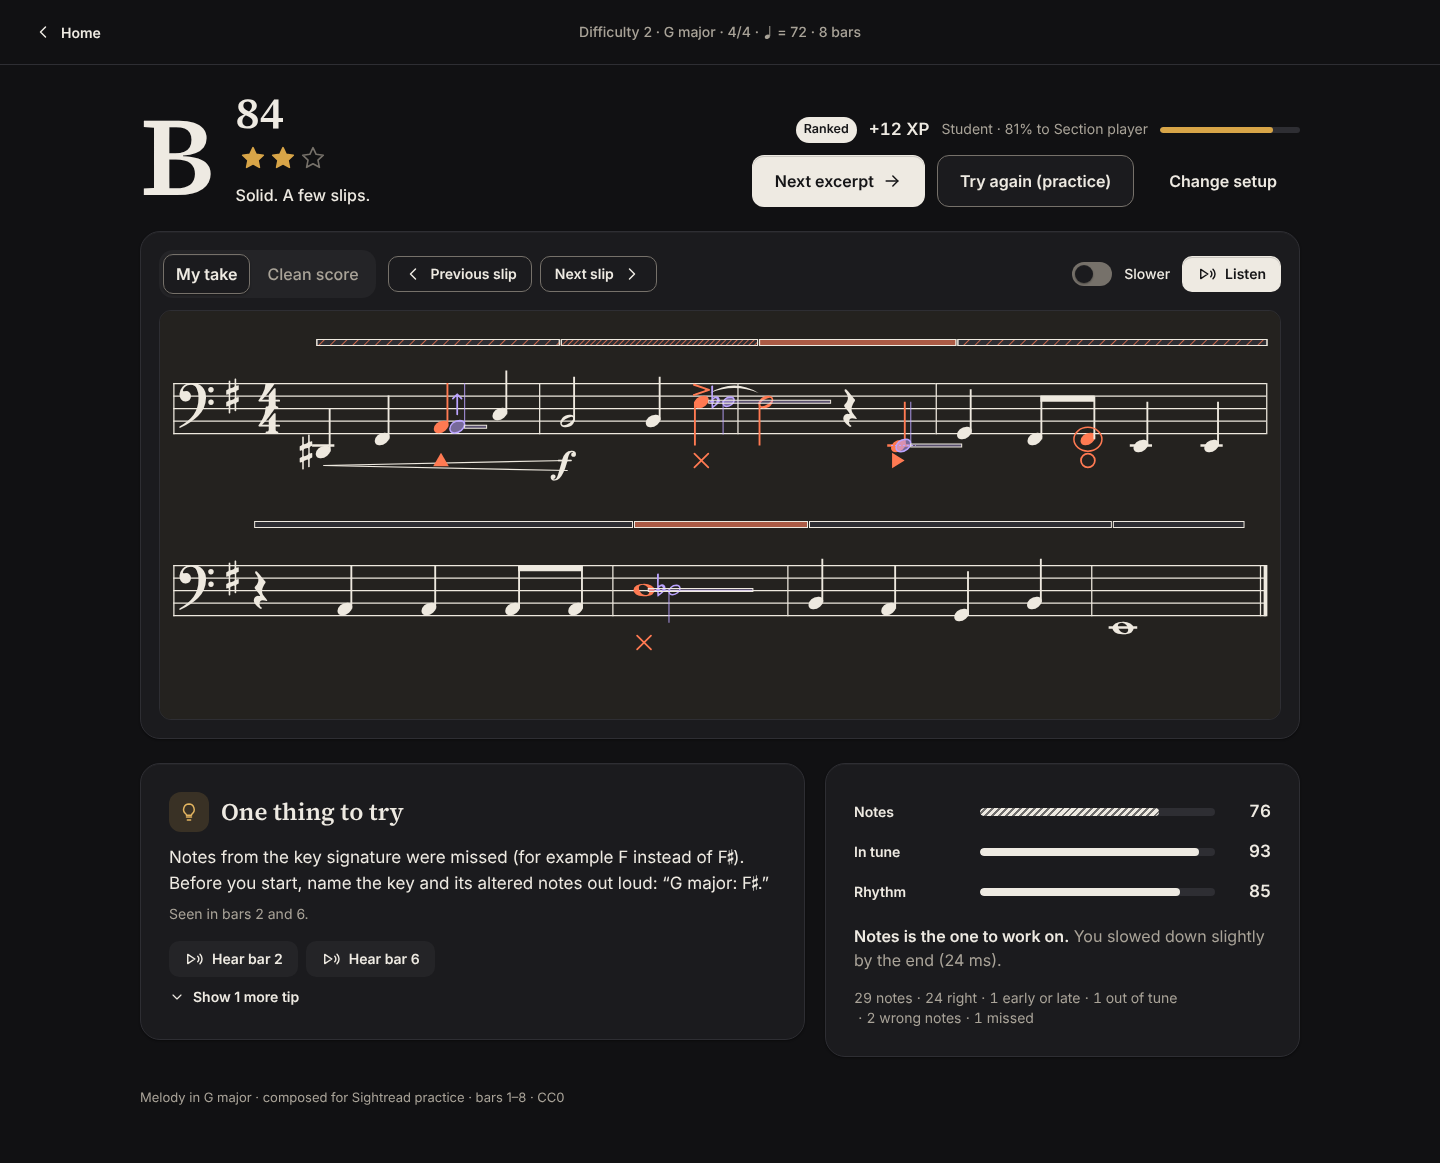 Home
Difficulty 2 · G major · 4/4 · ♩ = 72 · 8 bars
B
84
Solid. A few slips.
Ranked
+12 XP
Student · 81% to Section player
Next excerpt
Try again (practice)
Change setup
My take
Clean score
Previous slip
Next slip
Slower
Listen
4
4
f
One thing to try
Notes from the key signature were missed (for example F instead of F♯).
Before you start, name the key and its altered notes out loud: “G major: F♯.”
Seen in bars 2 and 6.
Hear bar 2
Hear bar 6
Show 1 more tip
Notes 76
In tune 93
Rhythm 85
Notes is the one to work on. You slowed down slightly
by the end (24 ms).
29 notes · 24 right · 1 early or late · 1 out of tune
· 2 wrong notes · 1 missed
Melody in G major · composed for Sightread practice · bars 1–8 · CC0